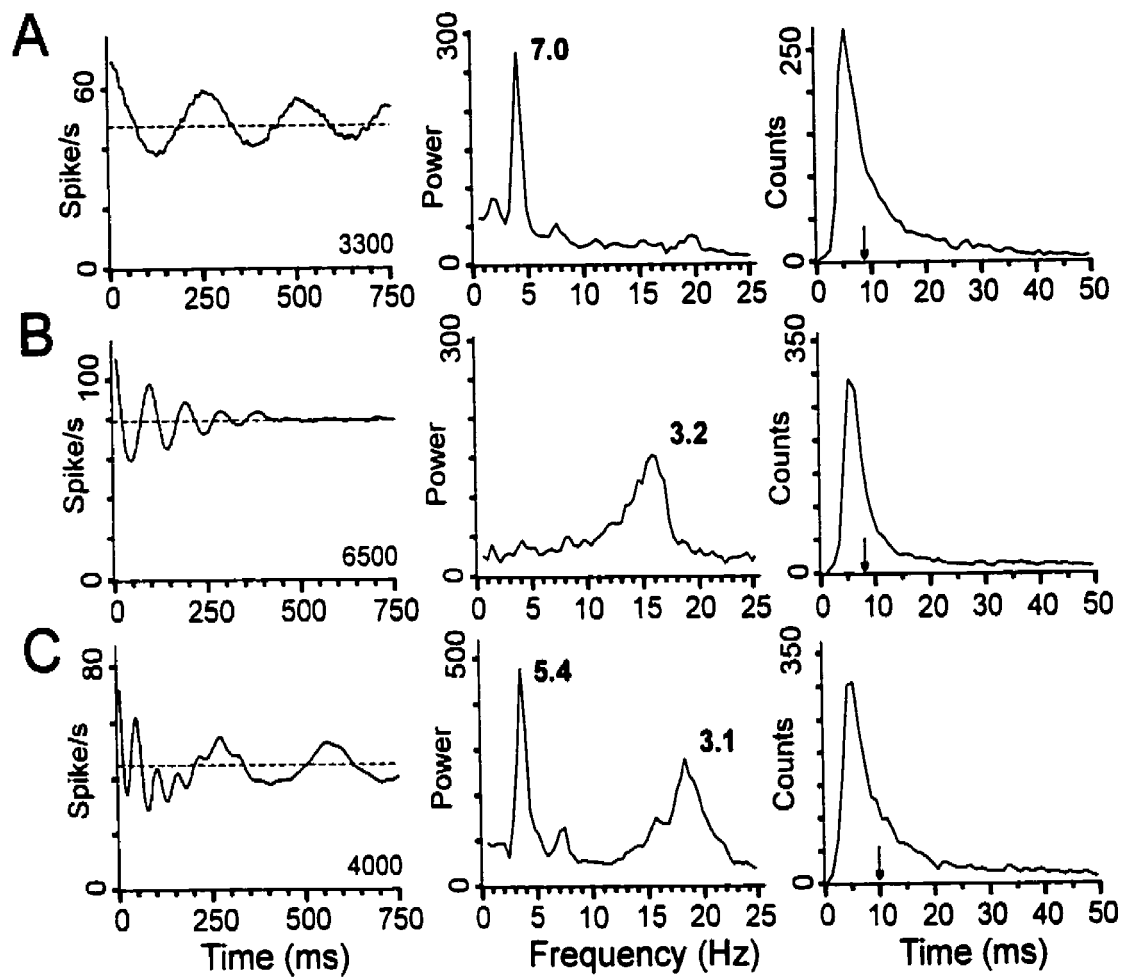 A
Spike/s
60
0
3300
0 250 500 750
Power
300
0
7.0
0 5 10 15 20 25
Counts
250
0
0 10 20 30 40 50
B
Spike/s
100
0
6500
0 250 500 750
Power
300
0
3.2
0 5 10 15 20 25
Counts
350
0
0 10 20 30 40 50
C
Spike/s
80
0
4000
0 250 500 750
Time (ms)
Power
500
0
5.4
3.1
0 5 10 15 20 25
Frequency (Hz)
Counts
350
0
0 10 20 30 40 50
Time (ms)